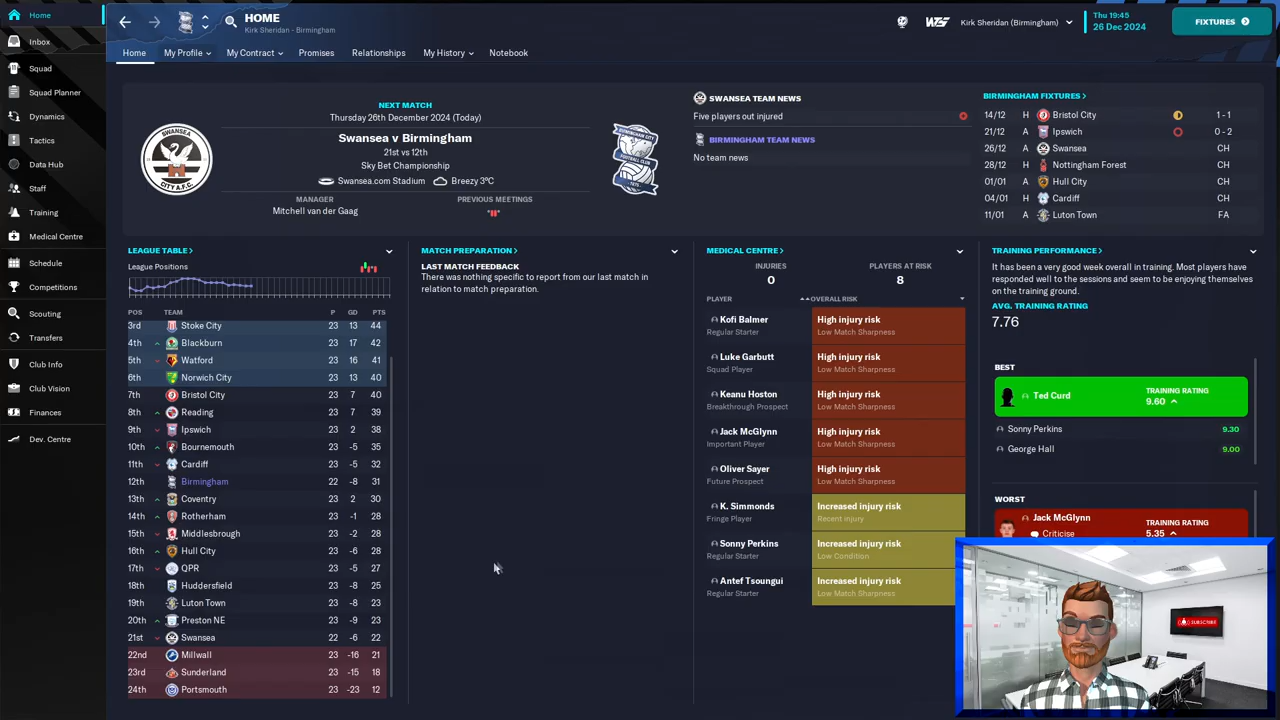 Home
Inbox
Squad
Squad Planner
Dynamics
Tactics
Data Hub
Staff
Training
Medical Centre
Schedule
Competitions
Scouting
Transfers
Club Info
Club Vision
Finances
Dev. Centre
HOME
Kirk Sheridan - Birmingham
Kirk Sheridan (Birmingham)
Thu 19:45
26 Dec 2024
FIXTURES
Home My Profile My Contract Promises Relationships My History Notebook
NEXT MATCH
Thursday 26th December 2024 (Today)
Swansea v Birmingham
21st vs 12th
Sky Bet Championship
Swansea.com Stadium Breezy 3ºC
MANAGER
Mitchell van der Gaag
PREVIOUS MEETINGS
SWANSEA TEAM NEWS
Five players out injured
BIRMINGHAM TEAM NEWS
No team news
BIRMINGHAM FIXTURES >
14/12 H Bristol City 1 - 1
21/12 A Ipswich 0 - 2
26/12 A Swansea CH
28/12 H Nottingham Forest CH
01/01 A Hull City CH
04/01 H Cardiff CH
11/01 A Luton Town FA
LEAGUE TABLE >
League Positions
POS TEAM P GD PTS
3rd Stoke City 23 13 44
4th Blackburn 23 17 42
5th Watford 23 16 41
6th Norwich City 23 13 40
7th Bristol City 23 7 40
8th Reading 23 7 39
9th Ipswich 23 2 38
10th Bournemouth 23 -5 35
11th Cardiff 23 -5 32
12th Birmingham 22 -8 31
13th Coventry 23 2 30
14th Rotherham 23 -1 28
15th Middlesbrough 23 -2 28
16th Hull City 23 -6 28
17th QPR 23 -5 27
18th Huddersfield 23 -8 25
19th Luton Town 23 -8 23
20th Preston NE 23 -9 23
21st Swansea 22 -6 22
22nd Millwall 23 -16 21
23rd Sunderland 23 -15 18
24th Portsmouth 23 -23 12
MATCH PREPARATION >
LAST MATCH FEEDBACK
There was nothing specific to report from our last match in
relation to match preparation.
MEDICAL CENTRE >
INJURIES PLAYERS AT RISK
0 8
PLAYER OVERALL RISK
Kofi Balmer High injury risk
Regular Starter Low Match Sharpness
Luke Garbutt High injury risk
Squad Player Low Match Sharpness
Keanu Hoston High injury risk
Breakthrough Prospect Low Match Sharpness
Jack McGlynn High injury risk
Important Player Low Match Sharpness
Oliver Sayer High injury risk
Future Prospect Low Match Sharpness
K. Simmonds Increased injury risk
Fringe Player Recent injury
Sonny Perkins Increased injury risk
Regular Starter Low Condition
Antef Tsoungui Increased injury risk
Regular Starter Low Match Sharpness
TRAINING PERFORMANCE >
It has been a very good week overall in training. Most players have
responded well to the sessions and seem to be enjoying themselves
on the training ground.
AVG. TRAINING RATING
7.76
BEST
Ted Curd TRAINING RATING
9.60
Sonny Perkins 9.30
George Hall 9.00
WORST
Jack McGlynn TRAINING RATING
Criticise 5.35
SUBSCRIBE